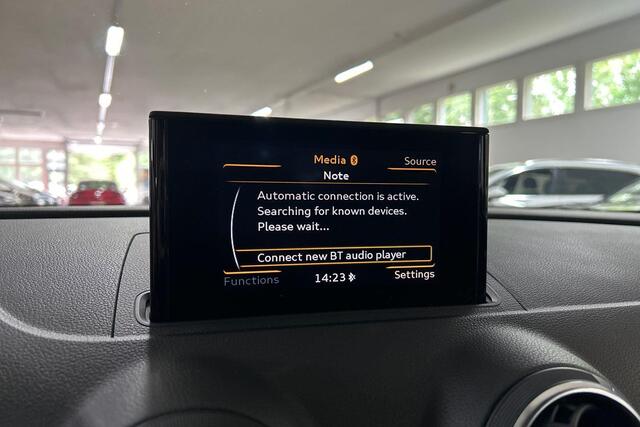 Media
Source
Note
Automatic connection is active.
Searching for known devices.
Please wait...
Connect new BT audio player
Functions
14:23
Settings